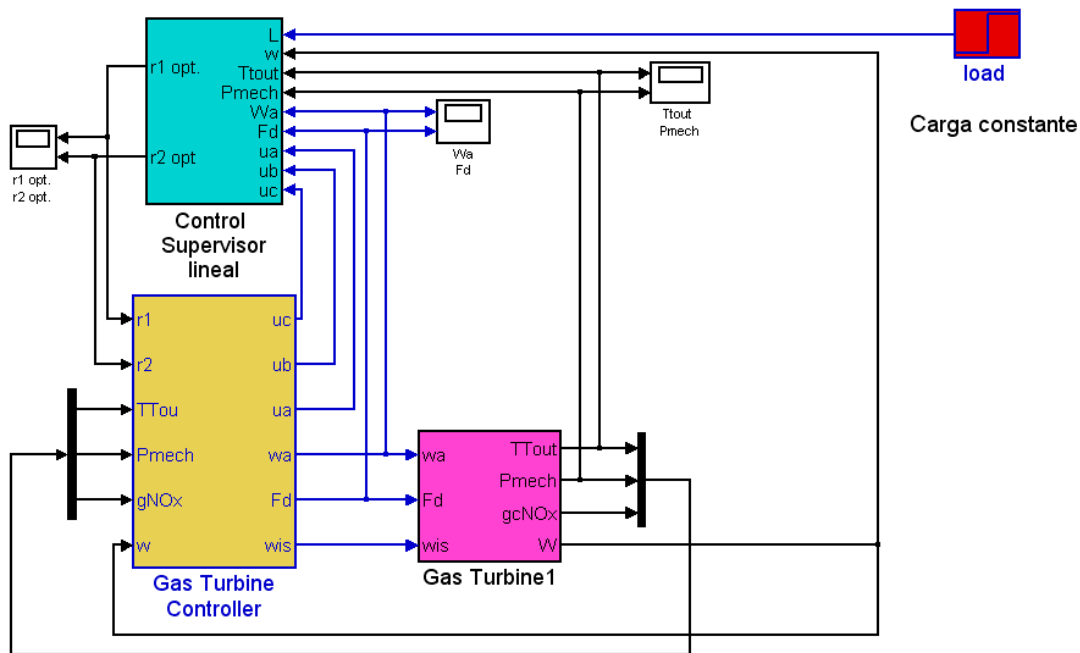 L
w
r1 opt.
Ttout
Pmech
Wa
Fd
ua
r2 opt
ub
uc
load
Ttout
Pmech
Carga constante
Wa
Fd
r1 opt.
r2 opt.
Control
Supervisor
lineal
r1
uc
r2
ub
TTou
ua
Pmech
wa
gNOx
Fd
w
wis
wa
TTout
Pmech
Fd
gcNOx
wis
W
Gas Turbine
Controller
Gas Turbine1